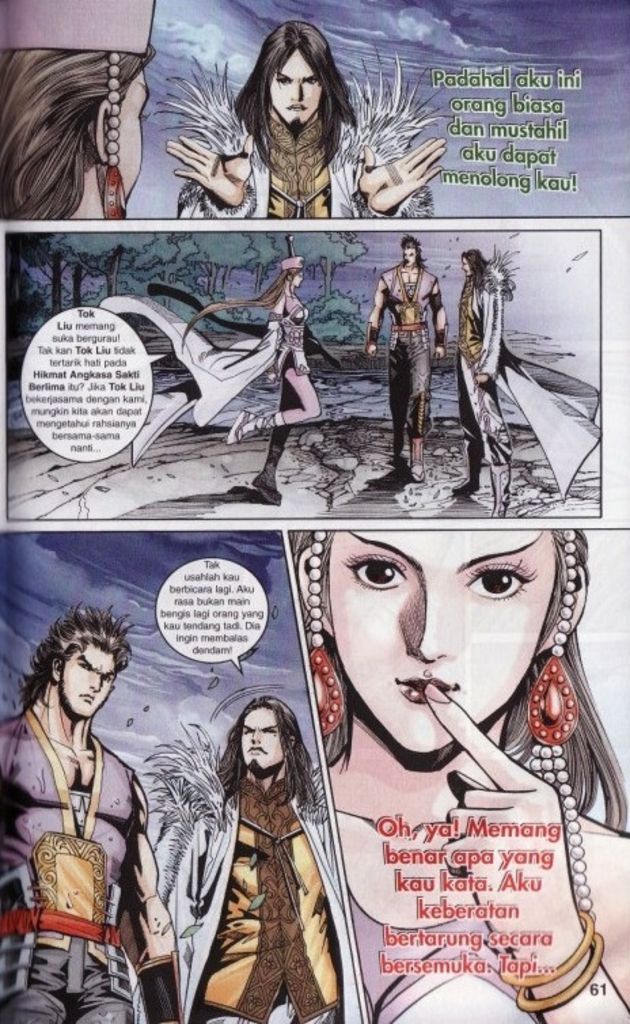 Padahal aku ini
orang biasa
dan mustahil
aku dapat
menolong kau!
Tok
Liu memang
suka bergurau!
Tak kan Tok Liu tidak
tertarik hati pada
Hikmat Angkasa Sakti
Berlima itu? Jika Tok Liu
bekerjasama dengan kami,
mungkin kita akan dapat
mengetahui rahsianya
bersama-sama
nanti...
Tak
usahlah kau
berbicara lagi. Aku
rasa bukan main
bengis lagi orang yang
kau tendang tadi. Dia
ingin membalas
dendam!
Oh, ya! Memang
benar apa yang
kau kata. Aku
keberatan
bertarung secara
bersemuka. Tapi...
61